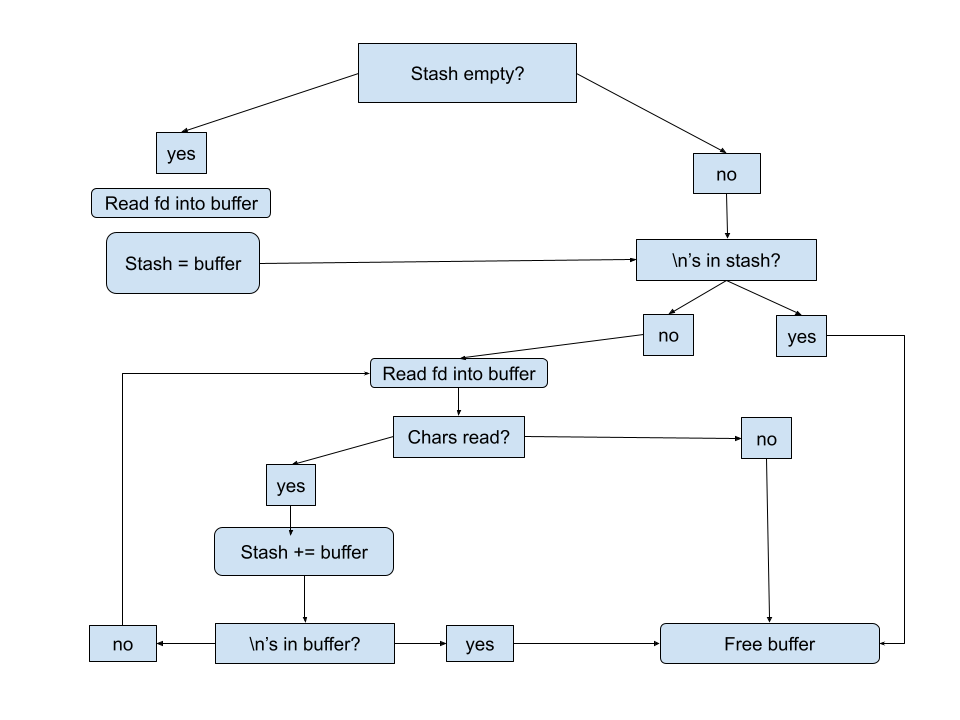 Stash empty?
yes
no
Read fd into buffer
Stash = buffer
\n’s in stash?
no
yes
Read fd into buffer
Chars read?
no
yes
Stash += buffer
no
\n’s in buffer?
yes
Free buffer